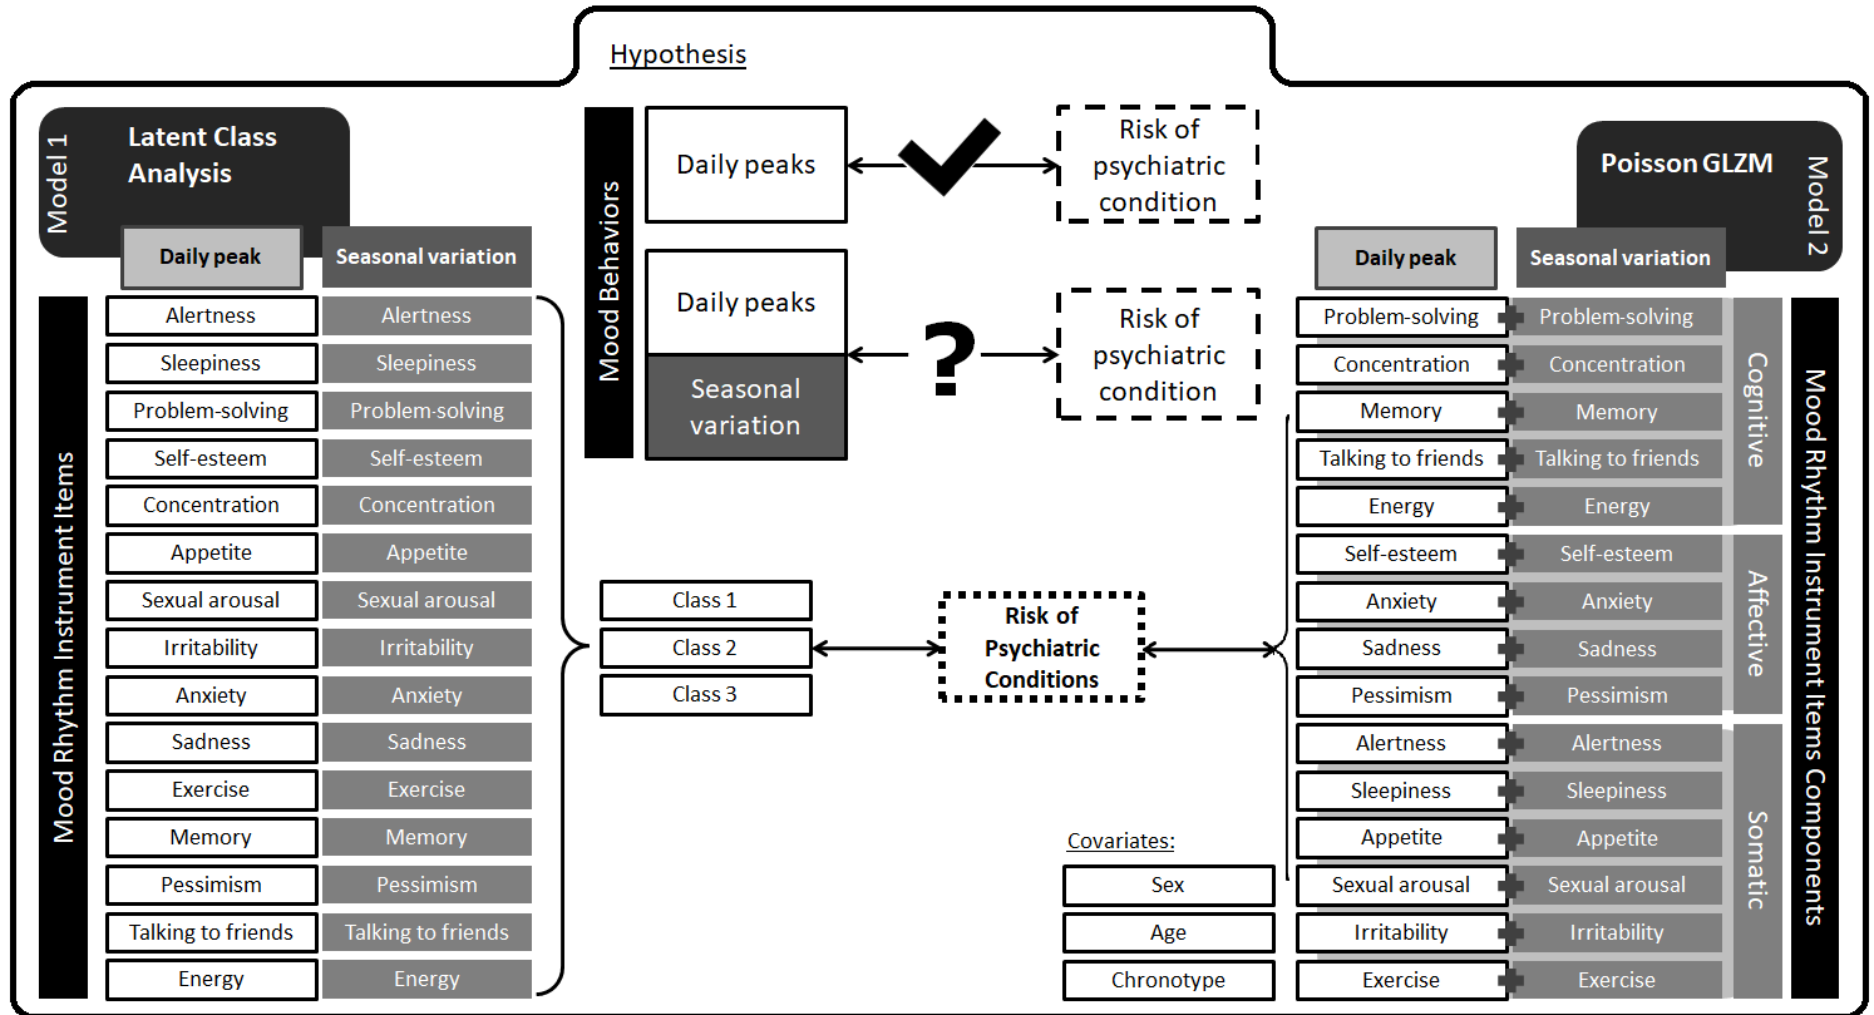 Hypothesis
Model 1
Latent Class
Analysis
Daily peak
Seasonal variation
Mood Rhythm Instrument Items
Alertness
Alertness
Sleepiness
Sleepiness
Problem-solving
Problem-solving
Self-esteem
Self-esteem
Concentration
Concentration
Appetite
Appetite
Sexual arousal
Sexual arousal
Irritability
Irritability
Anxiety
Anxiety
Sadness
Sadness
Exercise
Exercise
Memory
Memory
Pessimism
Pessimism
Talking to friends
Talking to friends
Energy
Energy
Mood Behaviors
Daily peaks
Risk of
psychiatric
condition
Daily peaks
Seasonal
variation
?
Risk of
psychiatric
condition
Class 1
Class 2
Class 3
Risk of
Psychiatric
Conditions
Covariates:
Sex
Age
Chronotype
Poisson GLZM
Model 2
Daily peak
Seasonal variation
Problem-solving
Problem-solving
Concentration
Concentration
Memory
Memory
Talking to friends
Talking to friends
Energy
Energy
Cognitive
Self-esteem
Self-esteem
Anxiety
Anxiety
Sadness
Sadness
Pessimism
Pessimism
Affective
Alertness
Alertness
Sleepiness
Sleepiness
Appetite
Appetite
Sexual arousal
Sexual arousal
Irritability
Irritability
Exercise
Exercise
Somatic
Mood Rhythm Instrument Items Components